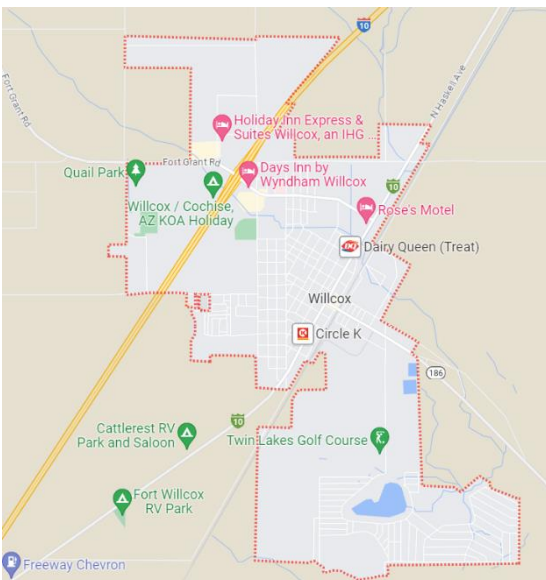 10
Fort Grant Rd
N Haskell Ave
Holiday Inn Express &
Suites Willcox, an IHG ...
Fort Grant Rd
Quail Park
Days Inn by
Wyndham Willcox
10
Willcox / Cochise,
AZ KOA Holiday
Rose's Motel
DQ
Dairy Queen (Treat)
Willcox
Circle K
186
10
Cattlerest RV
Park and Saloon
Twin Lakes Golf Course
Fort Willcox
RV Park
Freeway Chevron